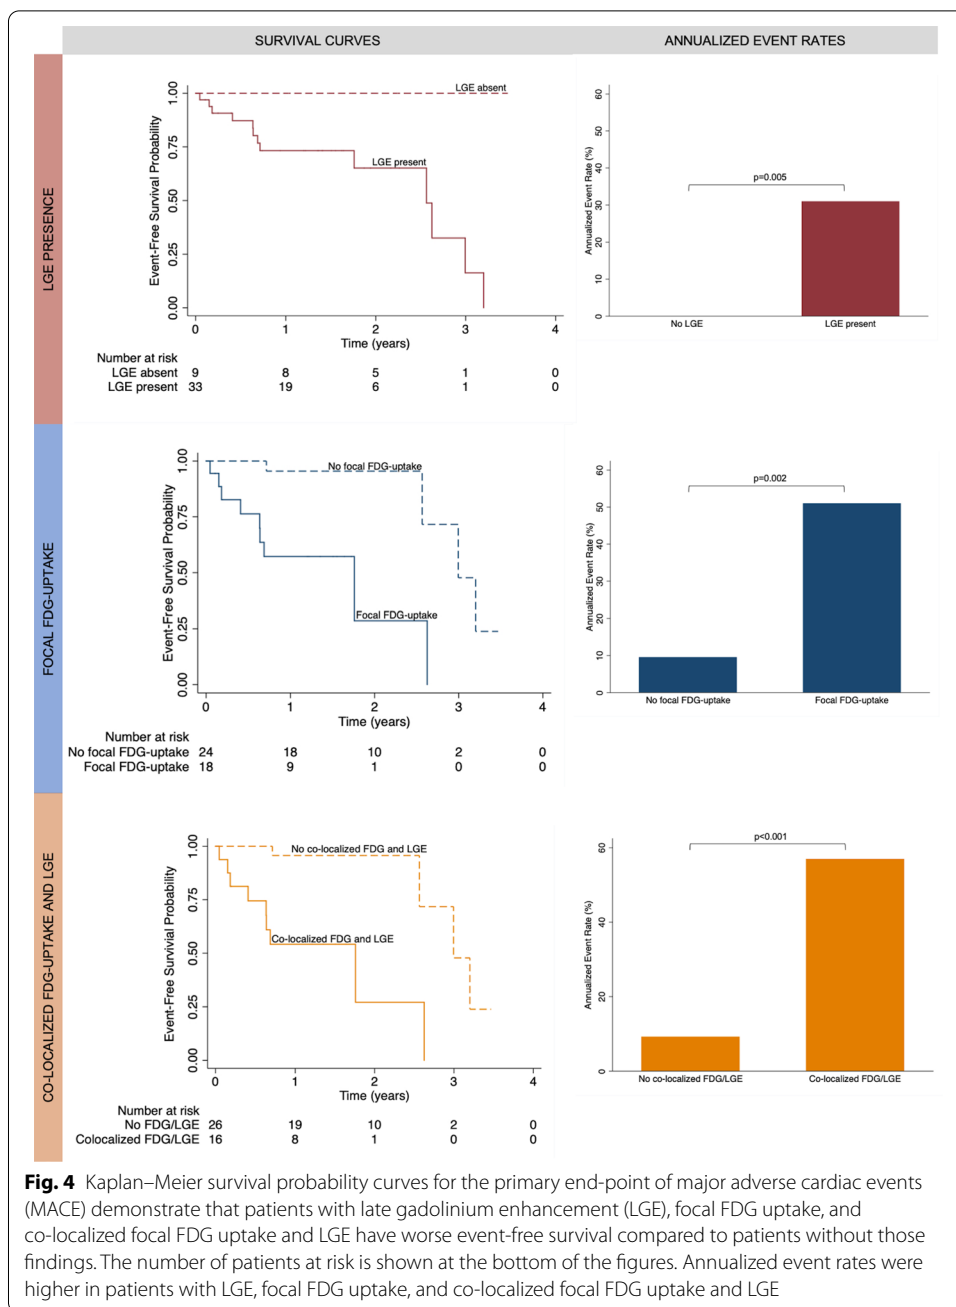 SURVIVAL CURVES
ANNUALIZED EVENT RATES
LGE PRESENCE
Event-Free Survival Probability
1.00
0.75
0.50
0.25
0.00
LGE absent
LGE present
0 1 2 3 4
Time (years)
Number at risk
LGE absent 9 8 5 1 0
LGE present 33 19 6 1 0
Annualized Event Rate (%)
60
50
40
30
20
10
0
p=0.005
No LGE
LGE present
FOCAL FDG-UPTAKE
Event-Free Survival Probability
1.00
0.75
0.50
0.25
0.00
No focal FDG-uptake
Focal FDG-uptake
0 1 2 3 4
Time (years)
Number at risk
No focal FDG-uptake 24 18 10 2 0
Focal FDG-uptake 18 9 1 0 0
Annualized Event Rate (%)
60
50
40
30
20
10
0
p=0.002
No focal FDG-uptake
Focal FDG-uptake
CO-LOCALIZED FDG-UPTAKE AND LGE
Event-Free Survival Probability
1.00
0.75
0.50
0.25
0.00
No co-localized FDG and LGE
Co-localized FDG and LGE
0 1 2 3 4
Time (years)
Number at risk
No FDG/LGE 26 19 10 2 0
Colocalized FDG/LGE 16 8 1 0 0
Annualized Event Rate (%)
60
40
20
0
p<0.001
No co-localized FDG/LGE
Co-localized FDG/LGE
Fig. 4 Kaplan–Meier survival probability curves for the primary end-point of major adverse cardiac events
(MACE) demonstrate that patients with late gadolinium enhancement (LGE), focal FDG uptake, and
co-localized focal FDG uptake and LGE have worse event-free survival compared to patients without those
findings. The number of patients at risk is shown at the bottom of the figures. Annualized event rates were
higher in patients with LGE, focal FDG uptake, and co-localized focal FDG uptake and LGE